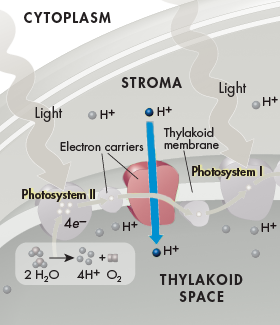 CYTOPLASM
STROMA
Light
Light
H+
H+
H+
Electron carriers
Thylakoid
membrane
Photosystem I
Photosystem II
4e–
H+
H+
H+
2 H₂O
4H+
+
O₂
THYLAKOID
SPACE